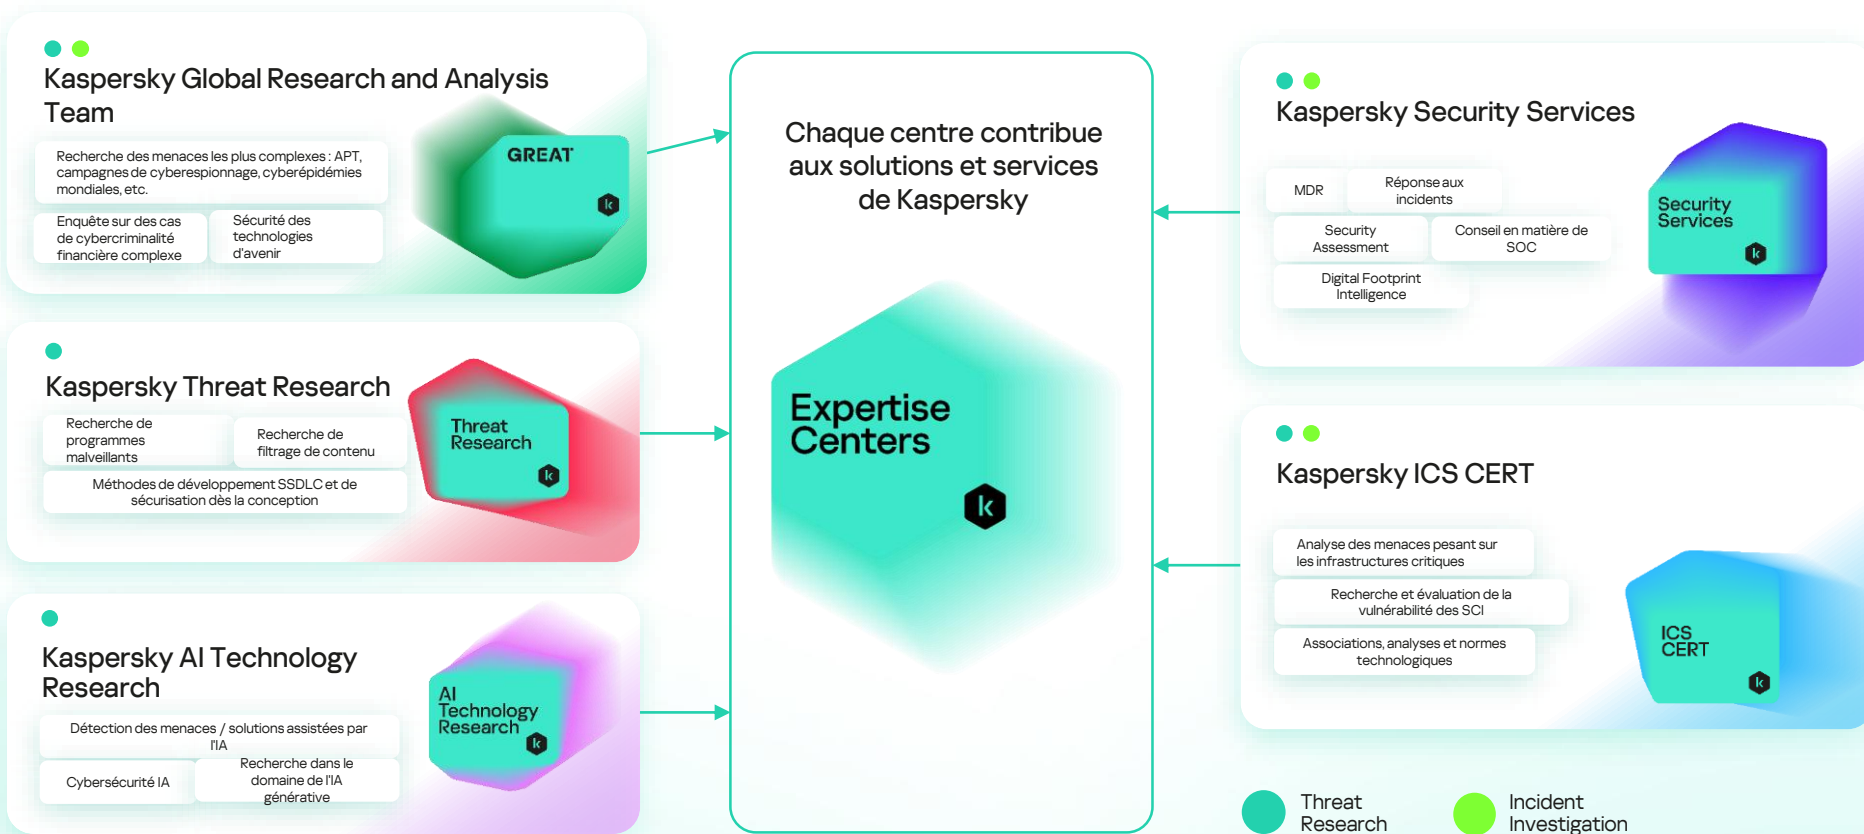 Kaspersky Global Research and Analysis
Team
Recherche des menaces les plus complexes : APT,
campagnes de cyberespionnage, cyberépidémies
mondiales, etc.
Enquête sur des cas
de cybercriminalité
financière complexe
Sécurité des
technologies
d'avenir
GREAT
k
Kaspersky Threat Research
Recherche de
programmes
malveillants
Recherche de
filtrage de contenu
Méthodes de développement SSDLC et de
sécurisation dès la conception
Threat
Research
k
Kaspersky AI Technology
Research
Détection des menaces / solutions assistées par
l'IA
Cybersécurité IA
Recherche dans le
domaine de l'IA
générative
AI
Technology
Research
k
Chaque centre contribue
aux solutions et services
de Kaspersky
Expertise
Centers
k
Kaspersky Security Services
MDR
Réponse aux
incidents
Security
Assessment
Conseil en matière de
SOC
Digital Footprint
Intelligence
Security
Services
k
Kaspersky ICS CERT
Analyse des menaces pesant sur
les infrastructures critiques
Recherche et évaluation de la
vulnérabilité des SCI
Associations, analyses et normes
technologiques
ICS
CERT
k
Threat
Research
Incident
Investigation